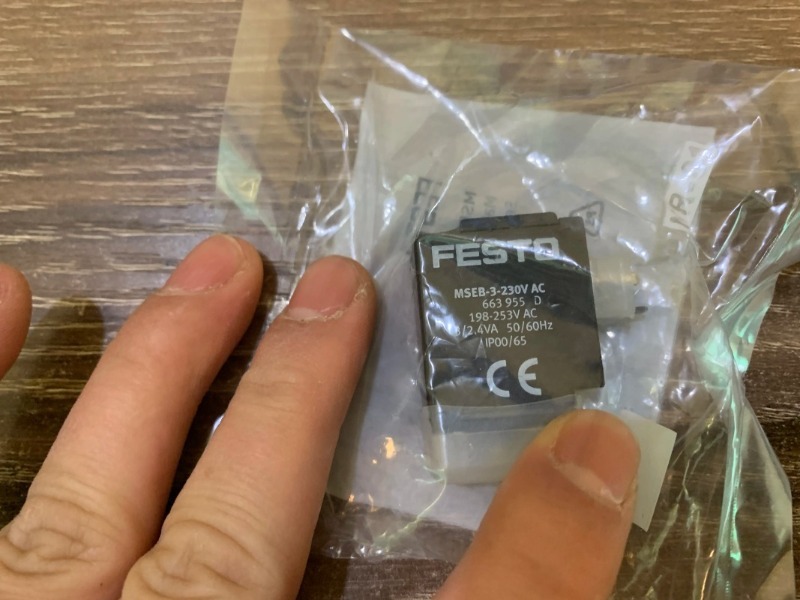 FESTO
MSEB-3-230V AC
663 955 D
198-253V AC
/2.4VA 50/60Hz
IP00/65
CE